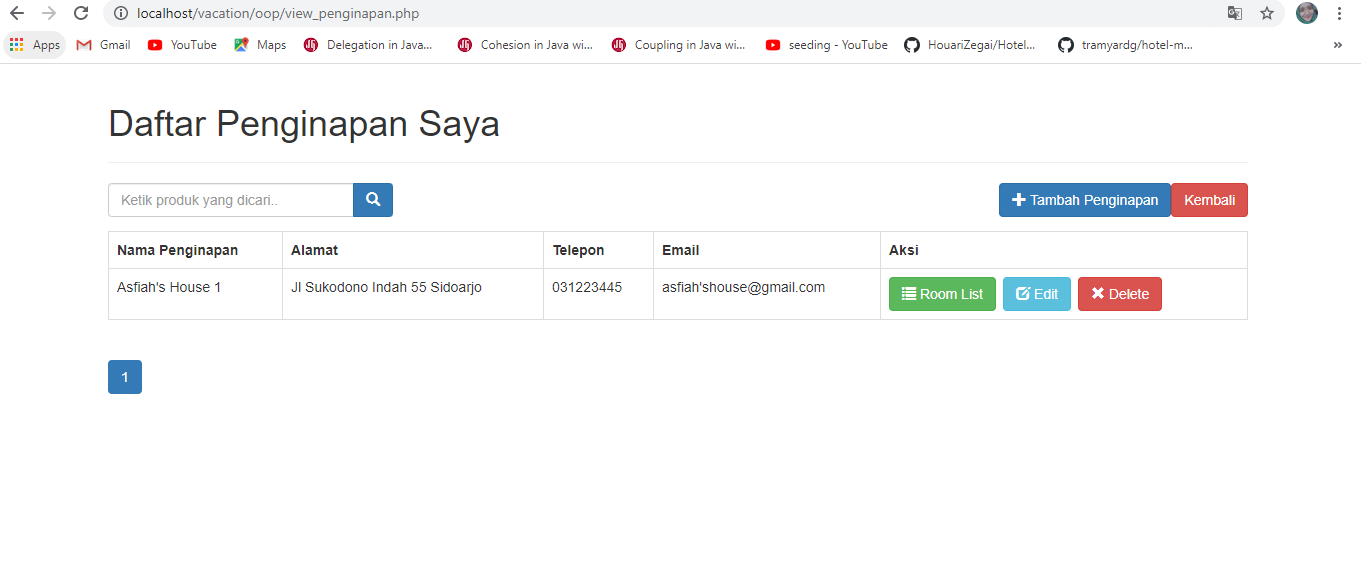 localhost/vacation/oop/view_penginapan.php
Apps Gmail YouTube Maps Delegation in Java... Cohesion in Java wi... Coupling in Java wi... seeding - YouTube HouariZegai/Hotel... tramyardg/hotel-m... »
Daftar Penginapan Saya
Ketik produk yang dicari.. Tambah Penginapan Kembali
Nama Penginapan Alamat Telepon Email Aksi
Asfiah's House 1 Jl Sukodono Indah 55 Sidoarjo 031223445 asfiah'shouse@gmail.com Room List Edit Delete
1